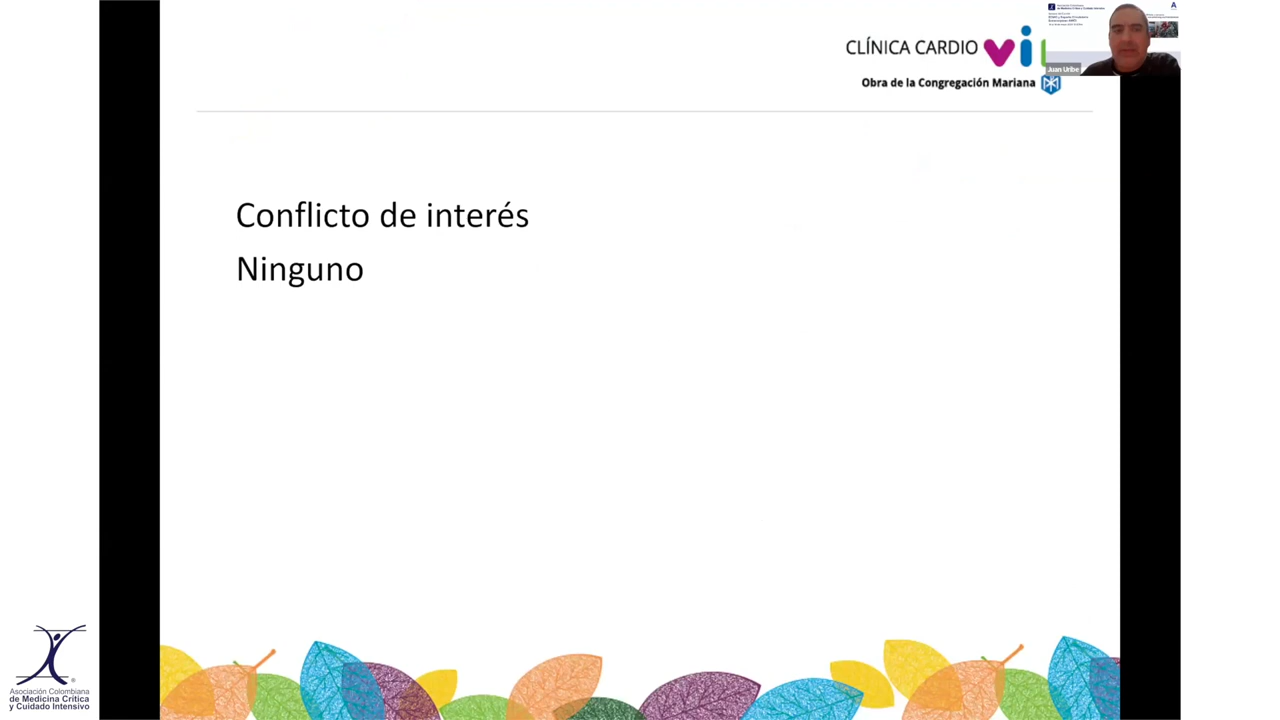 CLÍNICA CARDIO VI
Obra de la Congregación Mariana
Juan Uribe
Conflicto de interés
Ninguno
Asociación Colombiana
de Medicina Crítica
y Cuidado Intensivo